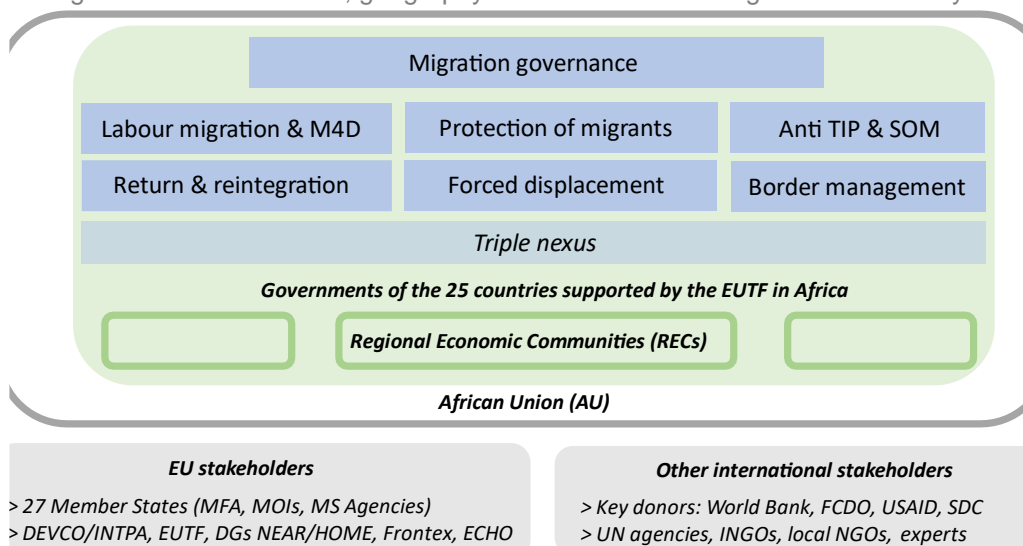 Migration governance
Labour migration & M4D
Protection of migrants
Anti TIP & SOM
Return & reintegration
Forced displacement
Border management
Triple nexus
Governments of the 25 countries supported by the EUTF in Africa
Regional Economic Communities (RECs)
African Union (AU)
EU stakeholders
> 27 Member States (MFA, MOIs, MS Agencies)
> DEVCO/INTPA, EUTF, DGs NEAR/HOME, Frontex, ECHO
Other international stakeholders
> Key donors: World Bank, FCDO, USAID, SDC
> UN agencies, INGOs, local NGOs, experts